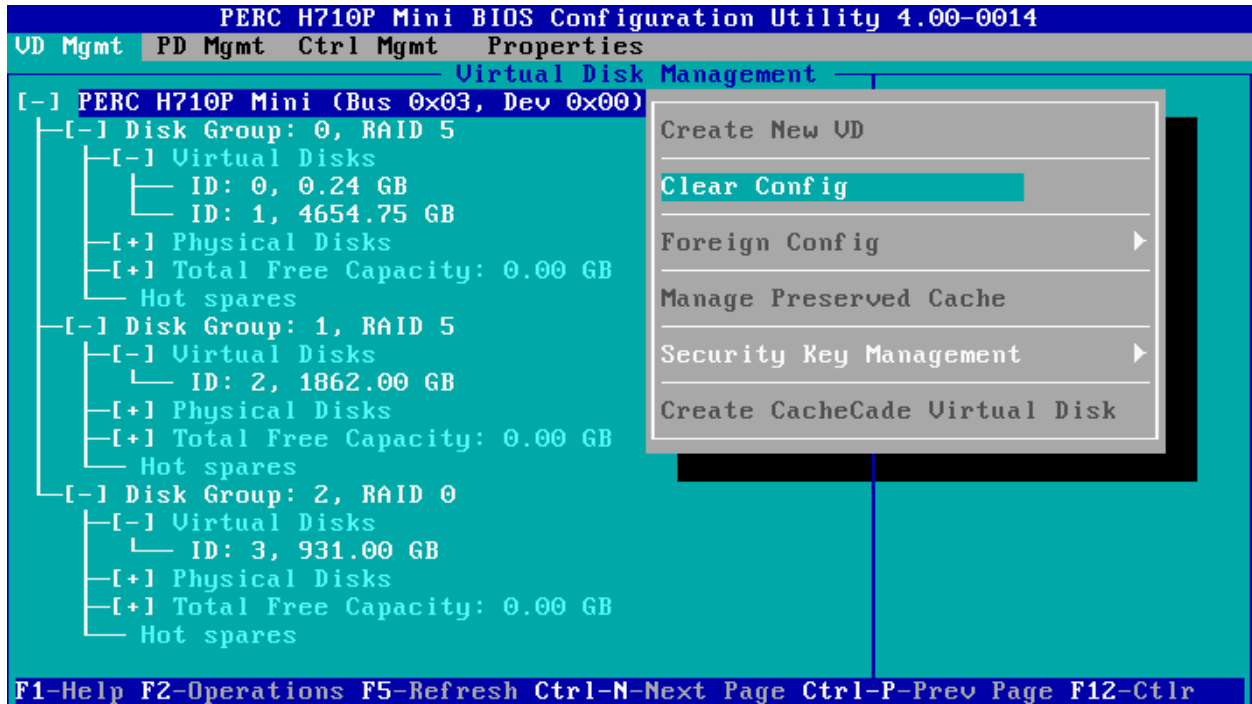 PERC H710P Mini BIOS Configuration Utility 4.00-0014
VD Mgmt PD Mgmt Ctrl Mgmt Properties
Virtual Disk Management
[-] PERC H710P Mini (Bus 0x03, Dev 0x00)
[-] Disk Group: 0, RAID 5
[-] Virtual Disks
ID: 0, 0.24 GB
ID: 1, 4654.75 GB
[+] Physical Disks
[+] Total Free Capacity: 0.00 GB
Hot spares
[-] Disk Group: 1, RAID 5
[-] Virtual Disks
ID: 2, 1862.00 GB
[+] Physical Disks
[+] Total Free Capacity: 0.00 GB
Hot spares
[-] Disk Group: 2, RAID 0
[-] Virtual Disks
ID: 3, 931.00 GB
[+] Physical Disks
[+] Total Free Capacity: 0.00 GB
Hot spares
Create New VD
Clear Config
Foreign Config
Manage Preserved Cache
Security Key Management
Create CacheCade Virtual Disk
F1-Help F2-Operations F5-Refresh Ctrl-N-Next Page Ctrl-P-Prev Page F12-Ctlr